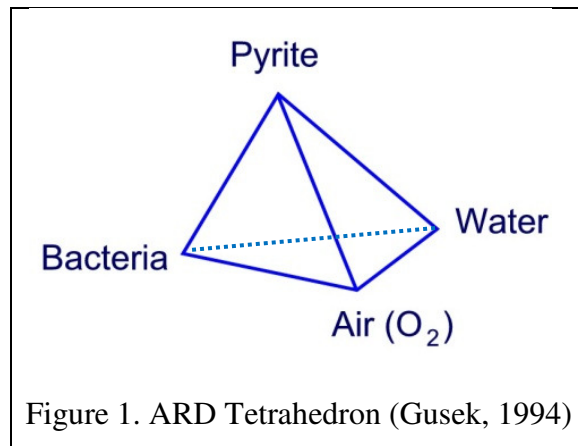 Pyrite
Water
Bacteria
Air (O₂)
Figure 1. ARD Tetrahedron (Gusek, 1994)